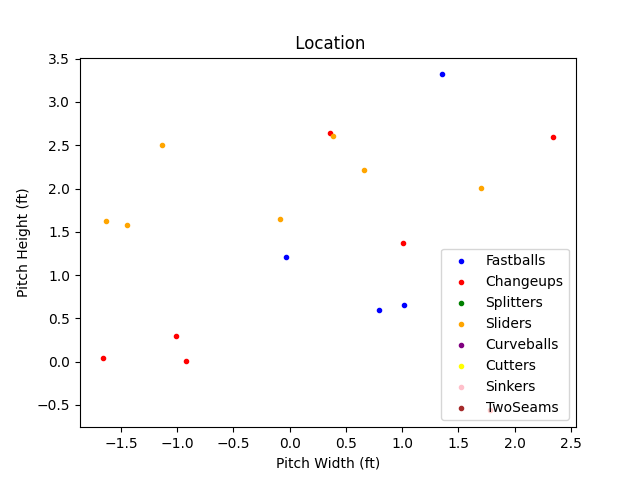 Location
3.5
3.0
2.5
2.0
1.5
1.0
0.5
0.0
−0.5
Pitch Height (ft)
Fastballs
Changeups
Splitters
Sliders
Curveballs
Cutters
Sinkers
TwoSeams
−1.5 −1.0 −0.5 0.0 0.5 1.0 1.5 2.0 2.5
Pitch Width (ft)